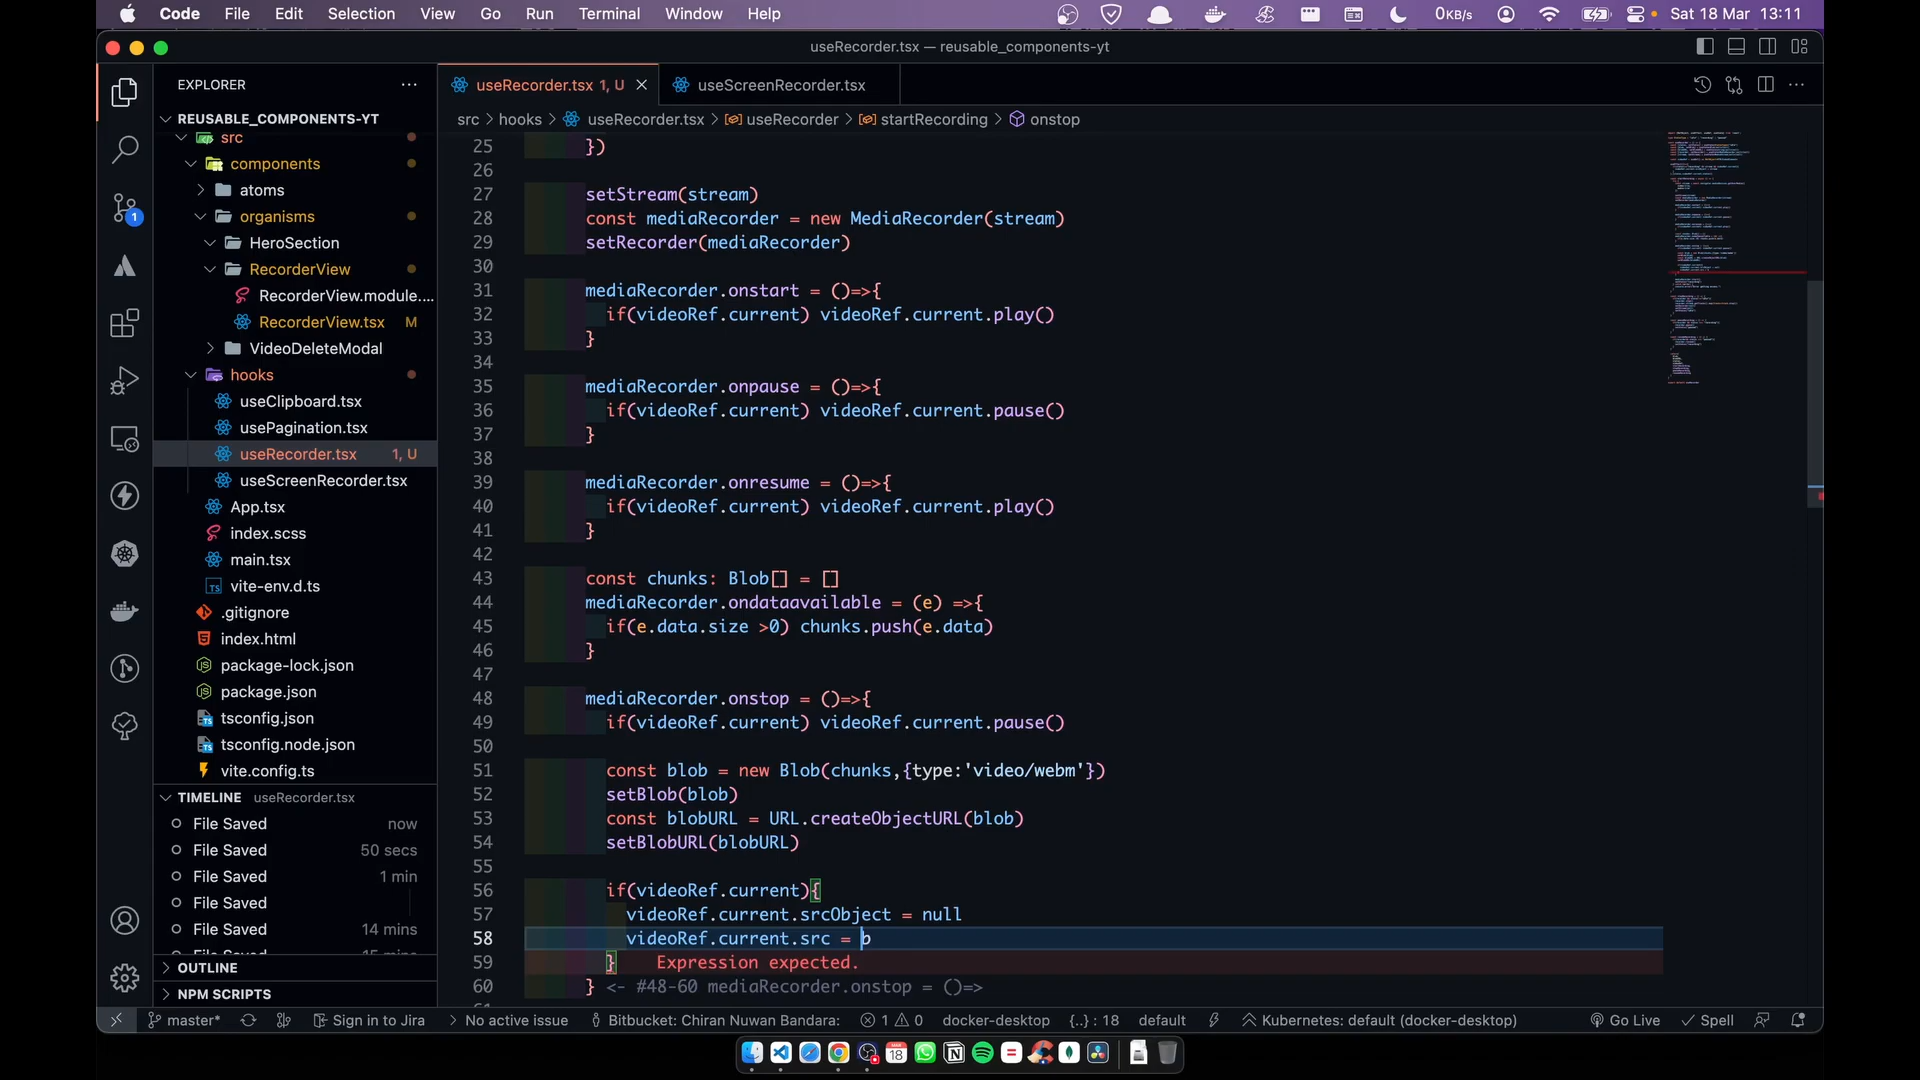 Code File Edit Selection View Go Run Terminal Window Help 0KB/s Sat 18 Mar 13:11
useRecorder.tsx — reusable_components-yt
EXPLORER
REUSABLE_COMPONENTS-YT
src
components
atoms
organisms
HeroSection
RecorderView
RecorderView.module....
RecorderView.tsx M
VideoDeleteModal
hooks
useClipboard.tsx
usePagination.tsx
useRecorder.tsx 1, U
useScreenRecorder.tsx
App.tsx
index.scss
main.tsx
vite-env.d.ts
.gitignore
index.html
package-lock.json
package.json
tsconfig.json
tsconfig.node.json
vite.config.ts
TIMELINE useRecorder.tsx
File Saved now
File Saved 50 secs
File Saved 1 min
File Saved
File Saved 14 mins
OUTLINE
NPM SCRIPTS
1
useRecorder.tsx 1, U
useScreenRecorder.tsx
src > hooks > useRecorder.tsx > useRecorder > startRecording > onstop
25 })
26
27 setStream(stream)
28 const mediaRecorder = new MediaRecorder(stream)
29 setRecorder(mediaRecorder)
30
31 mediaRecorder.onstart = ()=>{
32 if(videoRef.current) videoRef.current.play()
33 }
34
35 mediaRecorder.onpause = ()=>{
36 if(videoRef.current) videoRef.current.pause()
37 }
38
39 mediaRecorder.onresume = ()=>{
40 if(videoRef.current) videoRef.current.play()
41 }
42
43 const chunks: Blob[] = []
44 mediaRecorder.ondataavailable = (e) =>{
45 if(e.data.size >0) chunks.push(e.data)
46 }
47
48 mediaRecorder.onstop = ()=>{
49 if(videoRef.current) videoRef.current.pause()
50
51 const blob = new Blob(chunks,{type:'video/webm'})
52 setBlob(blob)
53 const blobURL = URL.createObjectURL(blob)
54 setBlobURL(blobURL)
55
56 if(videoRef.current){
57 videoRef.current.srcObject = null
58 videoRef.current.src = b
59 } Expression expected.
60 } <- #48-60 mediaRecorder.onstop = ()=>
master* Sign in to Jira No active issue Bitbucket: Chiran Nuwan Bandara: 1 0 docker-desktop {..} : 18 default Kubernetes: default (docker-desktop) Go Live Spell
18